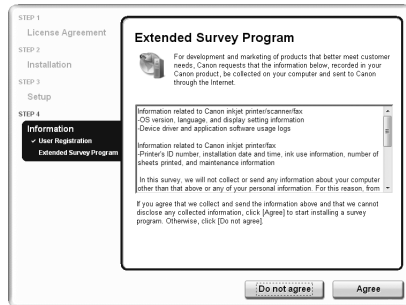 STEP 1
License Agreement
STEP 2
Installation
STEP 3
Setup
STEP 4
Information
✓ User Registration
Extended Survey Program
Extended Survey Program
For development and marketing of products that better meet customer
needs, Canon requests that the information below, recorded in your
Canon product, be collected on your computer and sent to Canon
through the Internet.
Information related to Canon inkjet printer/scanner/fax
-OS version, language, and display setting information
-Device driver and application software usage logs
Information related to Canon inkjet printer/fax
-Printer's ID number, installation date and time, ink use information, number of
sheets printed, and maintenance information
In this survey, we will not collect or send any information about your computer
other than that above or any of your personal information. For this reason, from
If you agree that we collect and send the information above and that we cannot
disclose any collected information, click [Agree] to start installing a survey
program. Otherwise, click [Do not agree].
Do not agree
Agree